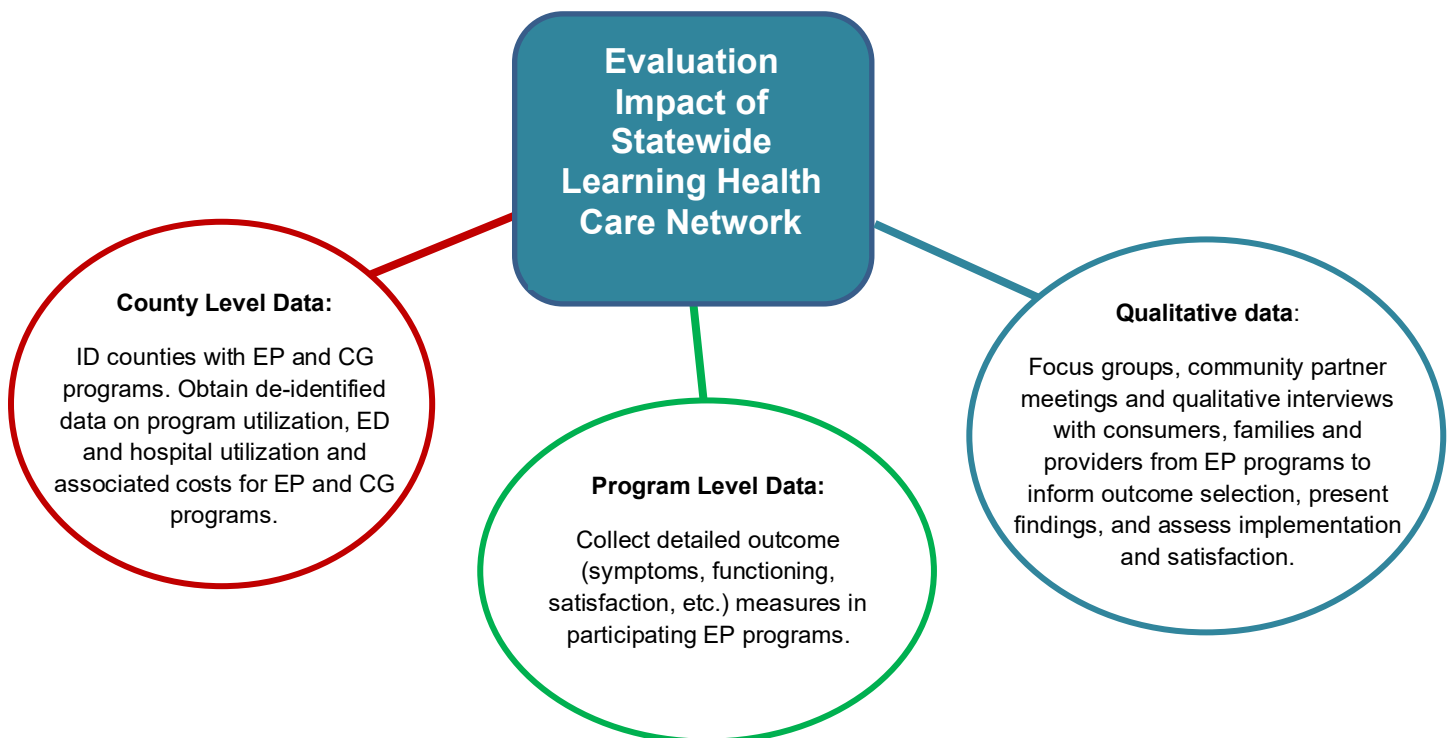 Evaluation
Impact of
Statewide
Learning Health
Care Network
County Level Data:
ID counties with EP and CG
programs. Obtain de-identified
data on program utilization, ED
and hospital utilization and
associated costs for EP and CG
programs.
Program Level Data:
Collect detailed outcome
(symptoms, functioning,
satisfaction, etc.) measures in
participating EP programs.
Qualitative data:
Focus groups, community partner
meetings and qualitative interviews
with consumers, families and
providers from EP programs to
inform outcome selection, present
findings, and assess implementation
and satisfaction.